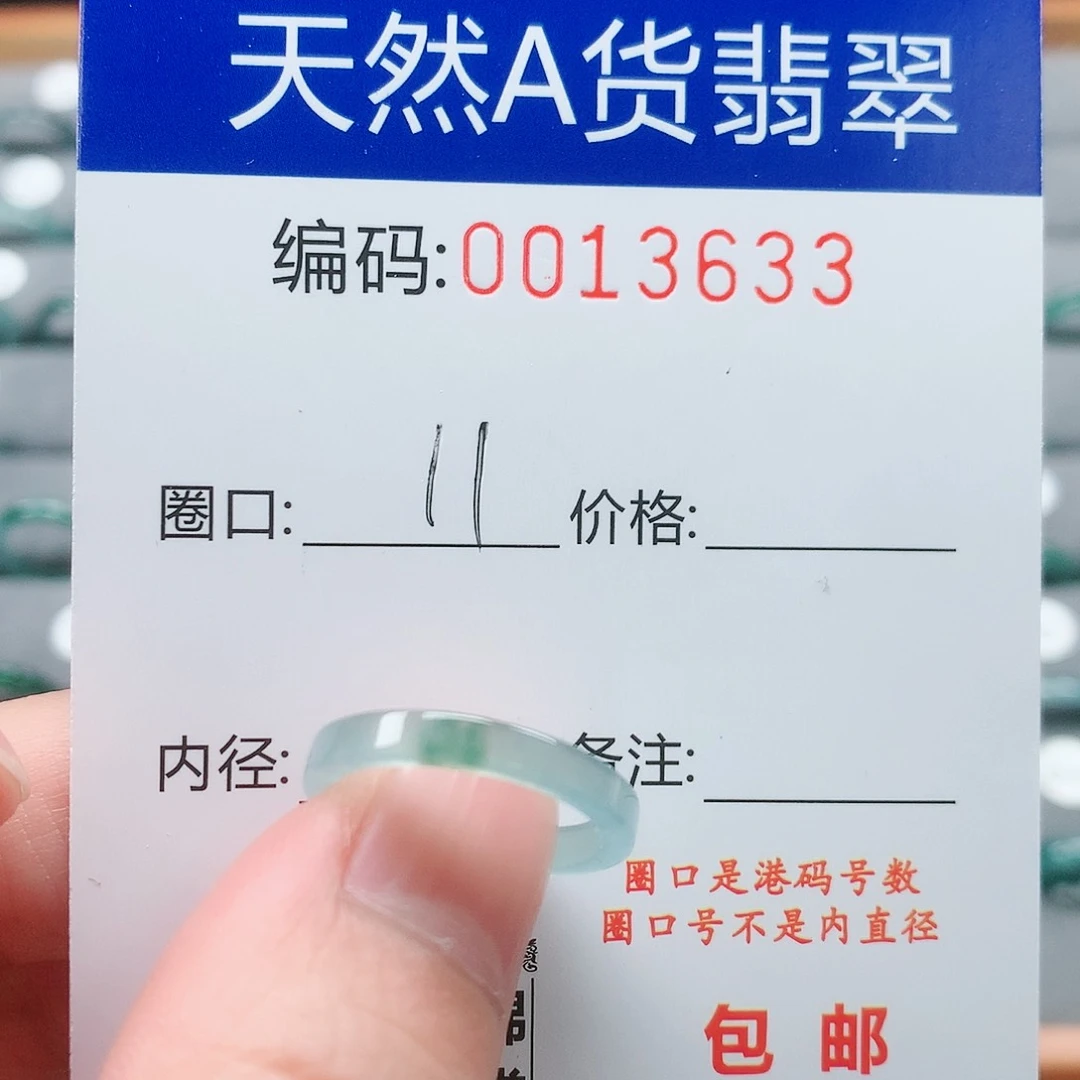 天然A货翡翠
编码:0013633
圈口: 11 价格:
内径: 备注:
圈口是港码号数
圈口号不是内直径
包邮